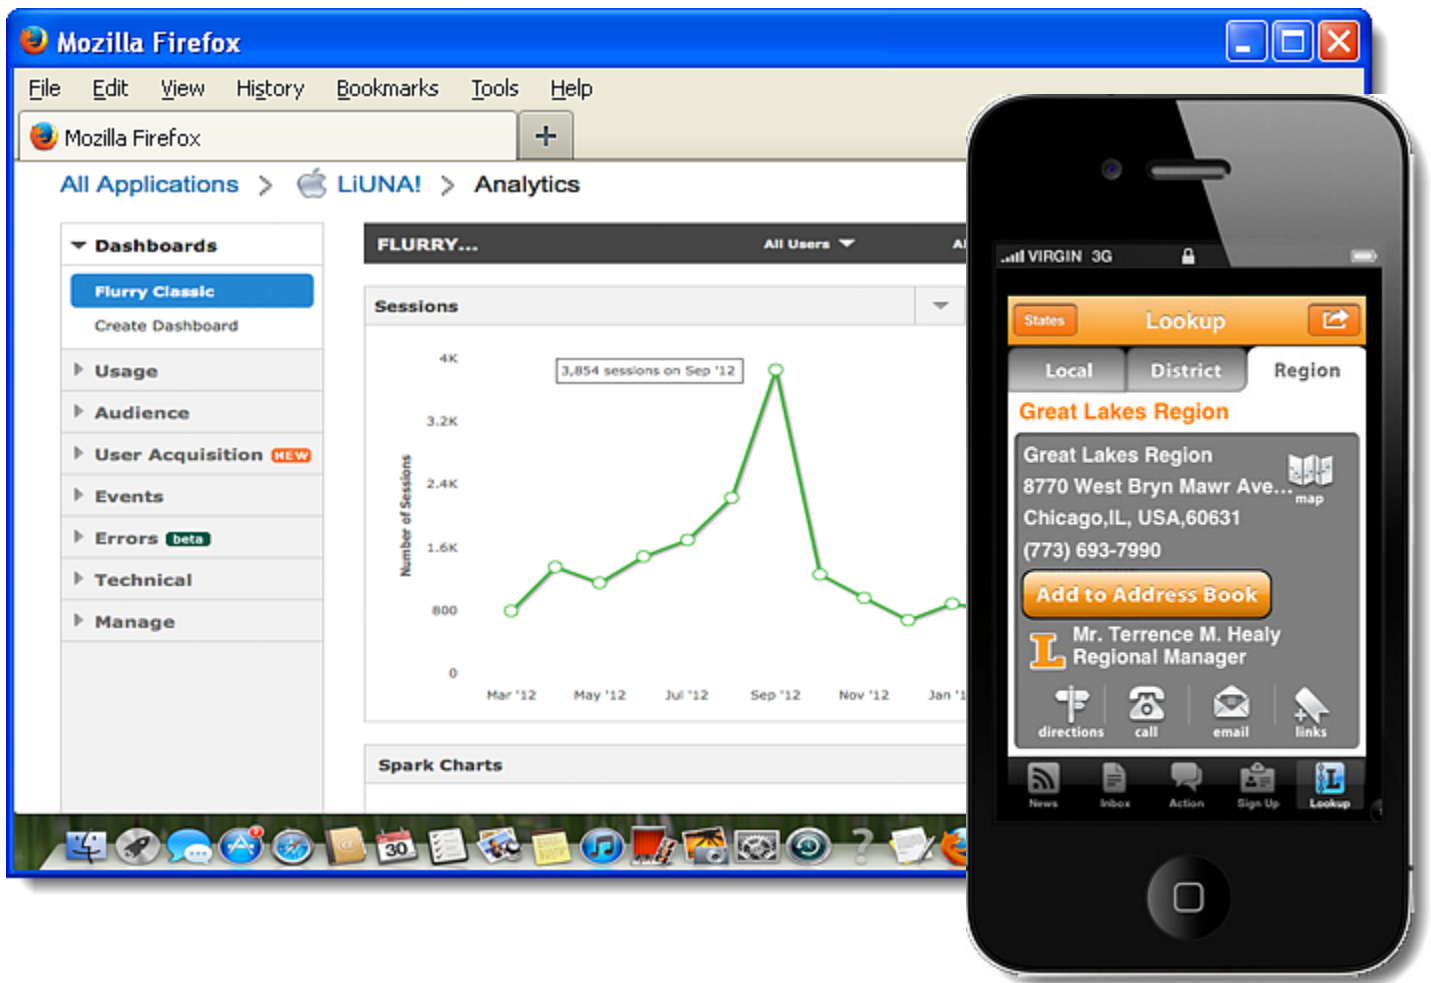 Mozilla Firefox
File Edit View History Bookmarks Tools Help
Mozilla Firefox +
All Applications > LiUNA! > Analytics
Dashboards
Flurry Classic
Create Dashboard
Usage
Audience
User Acquisition NEW
Events
Errors beta
Technical
Manage
FLURRY... All Users
Sessions
4K
3,854 sessions on Sep '12
3.2K
2.4K
1.6K
800
0
Number of Sessions
Mar '12 May '12 Jul '12 Sep '12 Nov '12 Jan '1
Spark Charts
30
VIRGIN 3G
States Lookup
Local District Region
Great Lakes Region
Great Lakes Region
8770 West Bryn Mawr Ave...
map
Chicago,IL, USA,60631
(773) 693-7990
Add to Address Book
L Mr. Terrence M. Healy
Regional Manager
directions call email links
News Inbox Action Sign Up Lookup